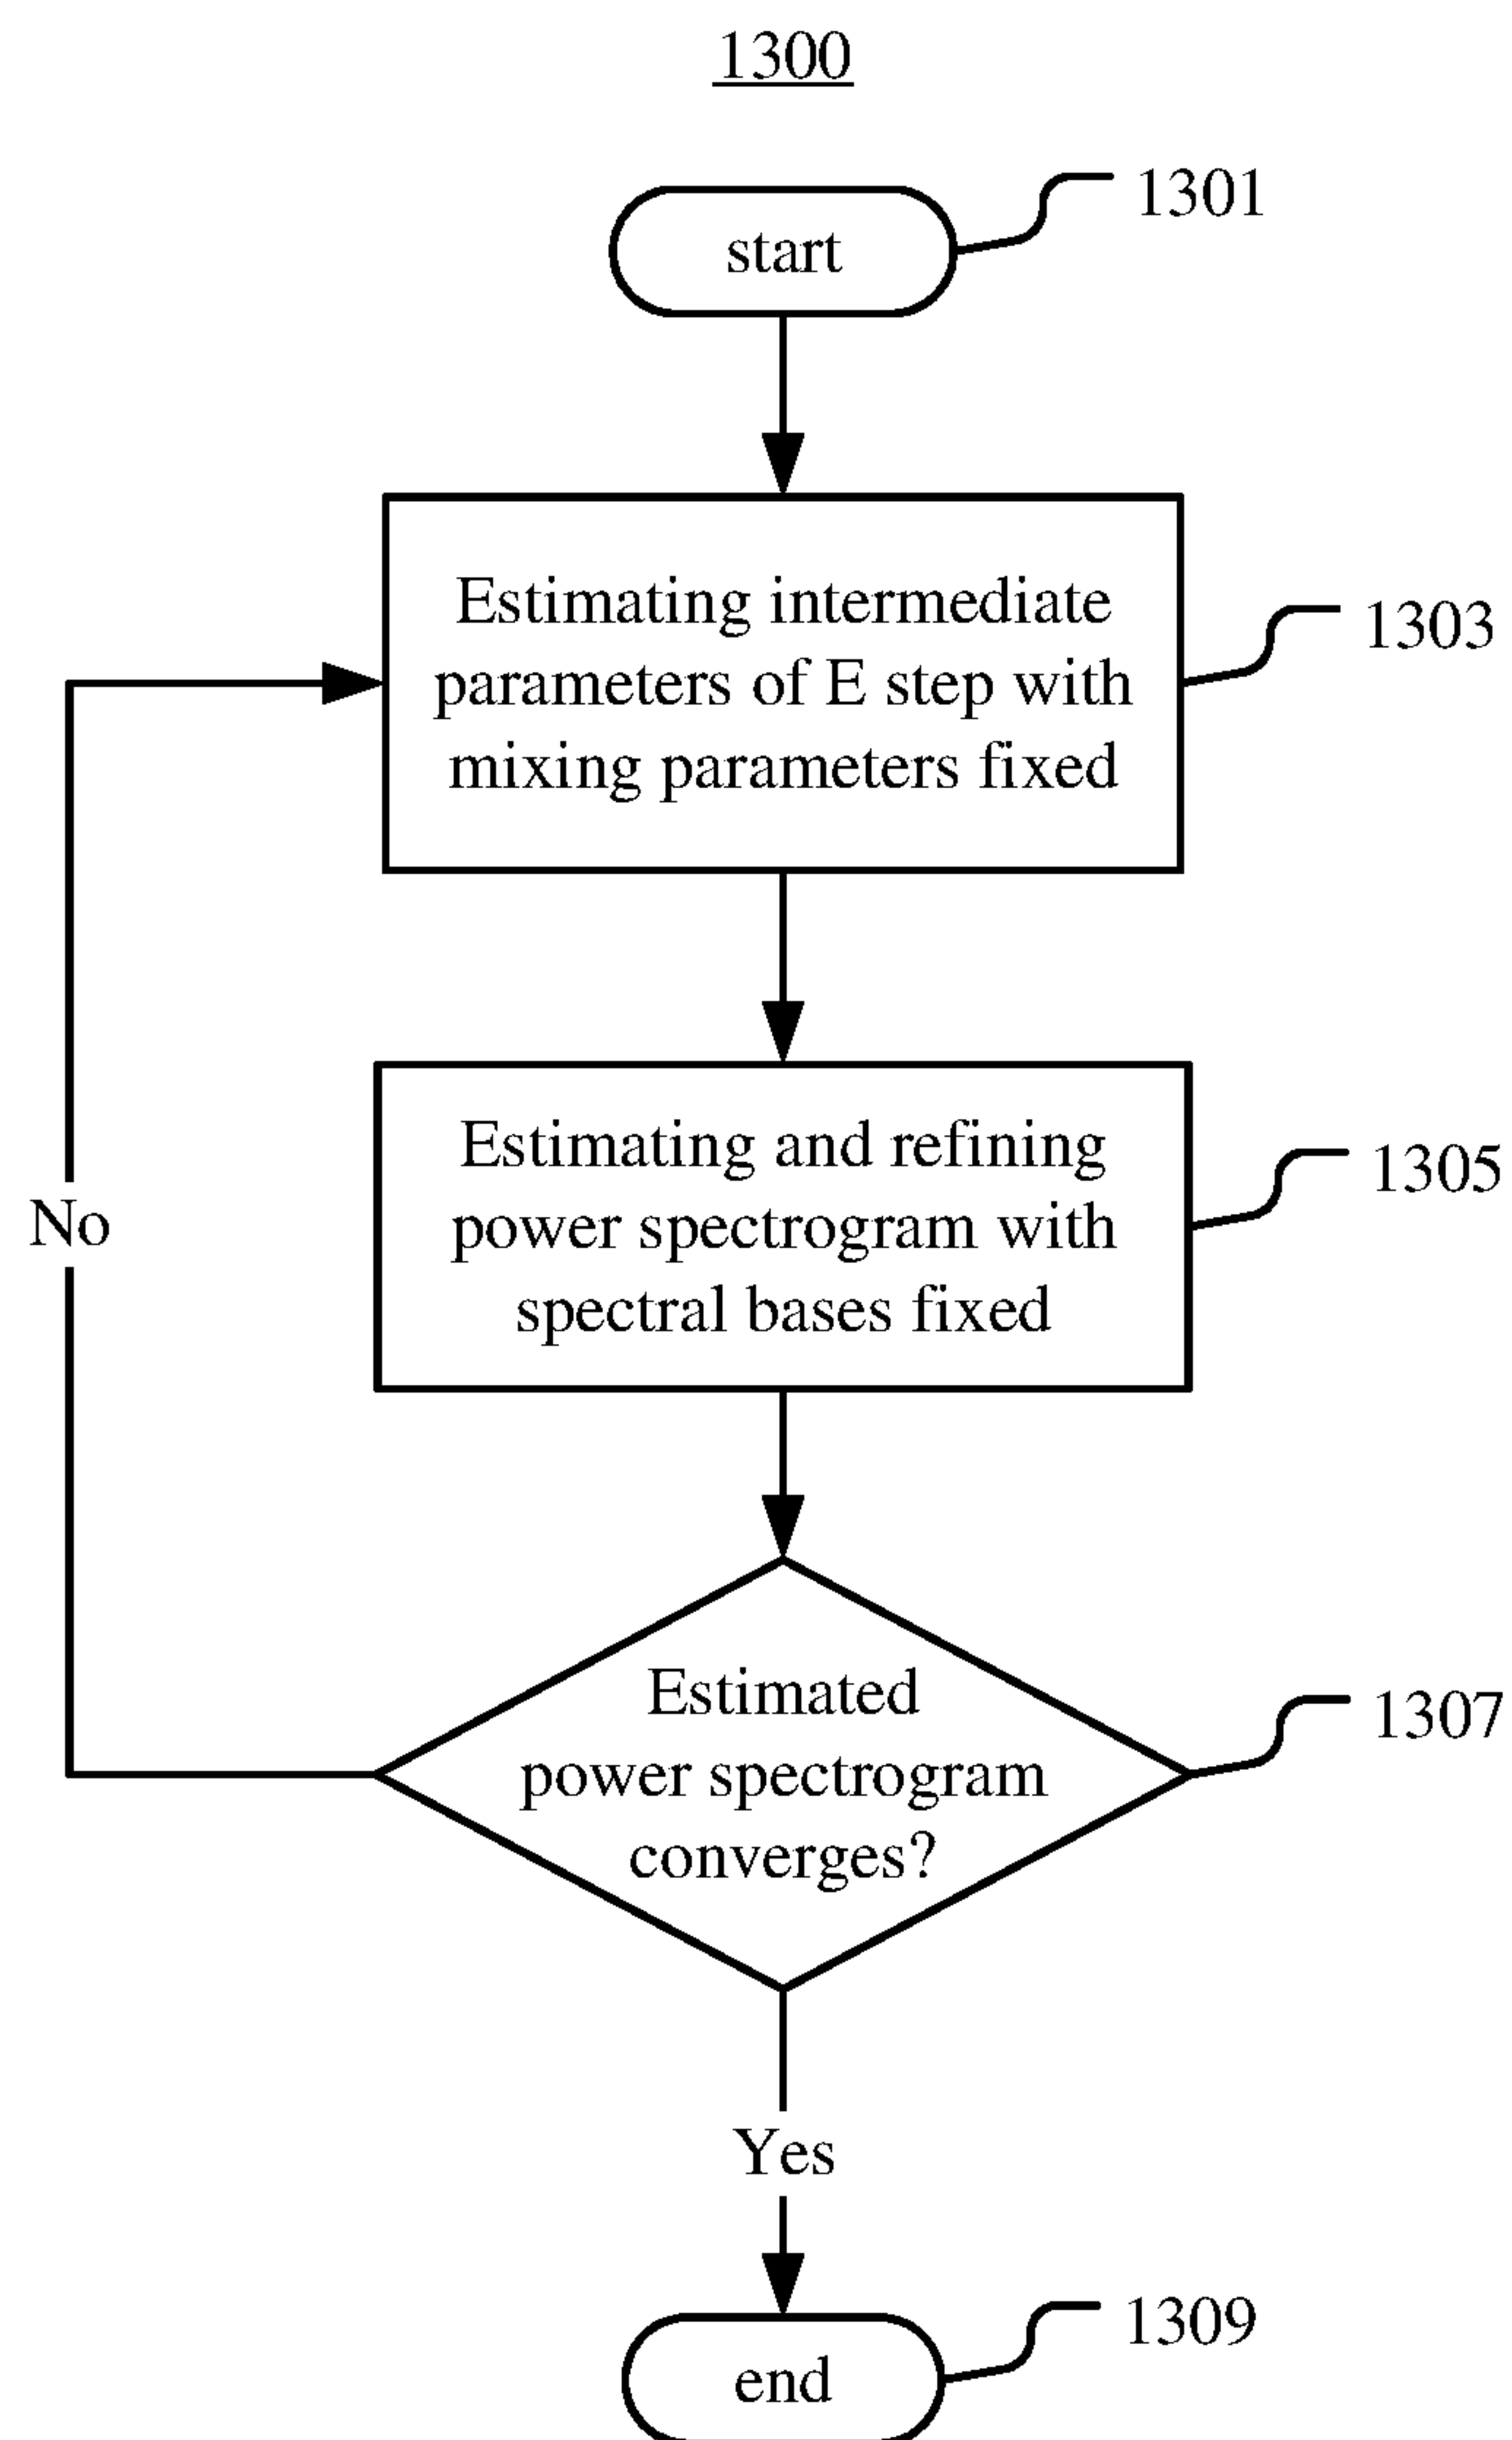 1300
start
1301
Estimating intermediate
parameters of E step with
mixing parameters fixed
1303
Estimating and refining
power spectrogram with
spectral bases fixed
1305
No
Estimated
power spectrogram
converges?
1307
Yes
end
1309